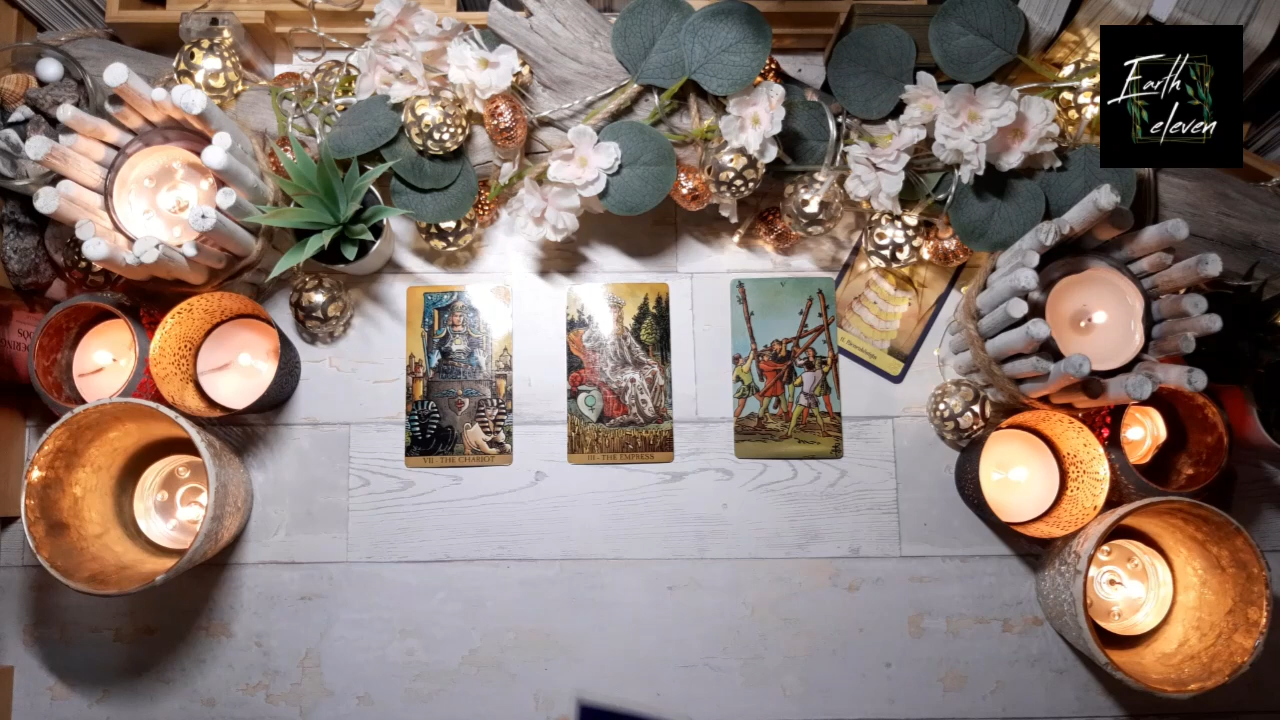 Earth
eleven
VII - THE CHARIOT
III - THE EMPRESS
V